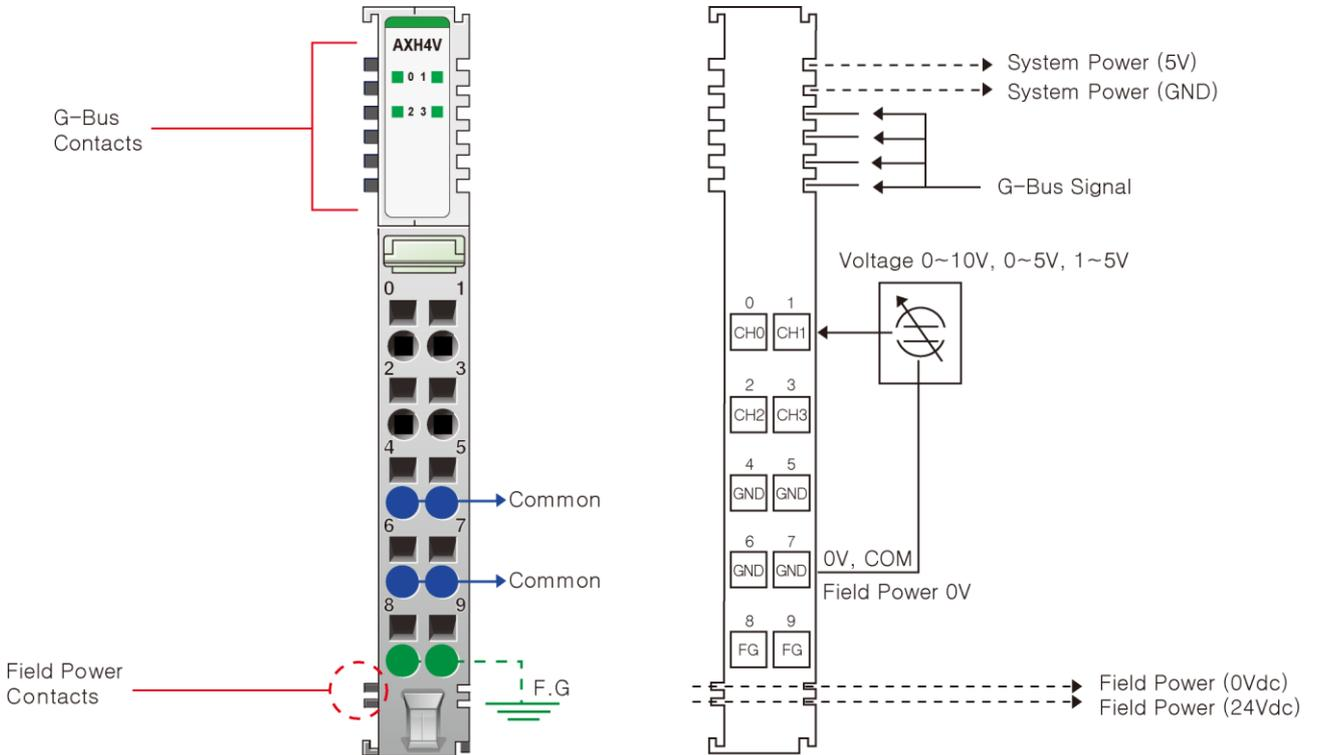 AXH4V
0 1
2 3
G-Bus
Contacts
0 1
2 3
4 5
Common
6 7
Common
8 9
F.G
Field Power
Contacts
System Power (5V)
System Power (GND)
G-Bus Signal
Voltage 0~10V, 0~5V, 1~5V
0 1
CH0 CH1
2 3
CH2 CH3
4 5
GND GND
6 7
GND GND
0V, COM
Field Power 0V
8 9
FG FG
Field Power (0Vdc)
Field Power (24Vdc)